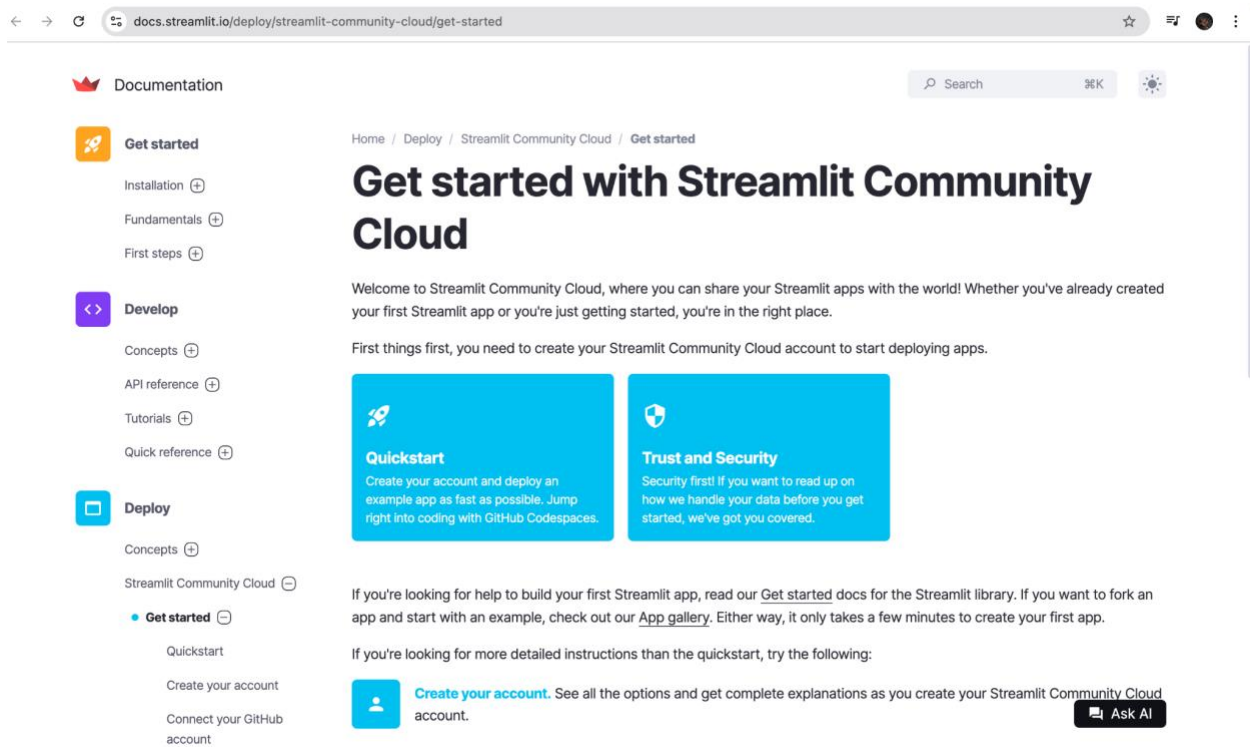 docs.streamlit.io/deploy/streamlit-community-cloud/get-started
Documentation
Search
⌘K
Get started
Installation
Fundamentals
First steps
Develop
Concepts
API reference
Tutorials
Quick reference
Deploy
Concepts
Streamlit Community Cloud
Get started
Quickstart
Create your account
Connect your GitHub
account
Home / Deploy / Streamlit Community Cloud / Get started
Get started with Streamlit Community
Cloud
Welcome to Streamlit Community Cloud, where you can share your Streamlit apps with the world! Whether you've already created
your first Streamlit app or you're just getting started, you're in the right place.
First things first, you need to create your Streamlit Community Cloud account to start deploying apps.
Quickstart
Create your account and deploy an
example app as fast as possible. Jump
right into coding with GitHub Codespaces.
Trust and Security
Security first! If you want to read up on
how we handle your data before you get
started, we've got you covered.
If you're looking for help to build your first Streamlit app, read our Get started docs for the Streamlit library. If you want to fork an
app and start with an example, check out our App gallery. Either way, it only takes a few minutes to create your first app.
If you're looking for more detailed instructions than the quickstart, try the following:
Create your account. See all the options and get complete explanations as you create your Streamlit Community Cloud
account.
Ask AI